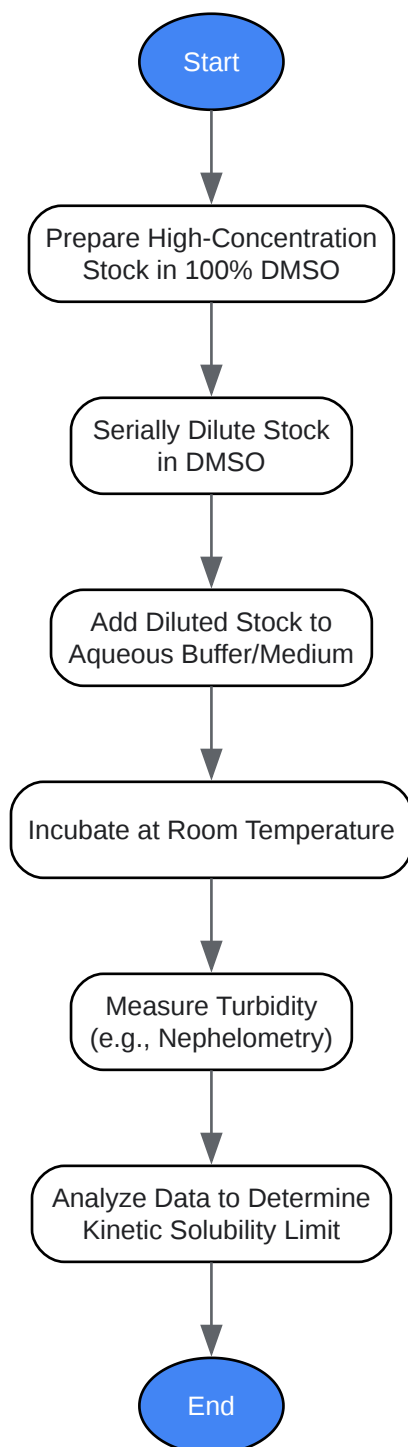 Start
Prepare High-Concentration
Stock in 100% DMSO
Serially Dilute Stock
in DMSO
Add Diluted Stock to
Aqueous Buffer/Medium
Incubate at Room Temperature
Measure Turbidity
(e.g., Nephelometry)
Analyze Data to Determine
Kinetic Solubility Limit
End